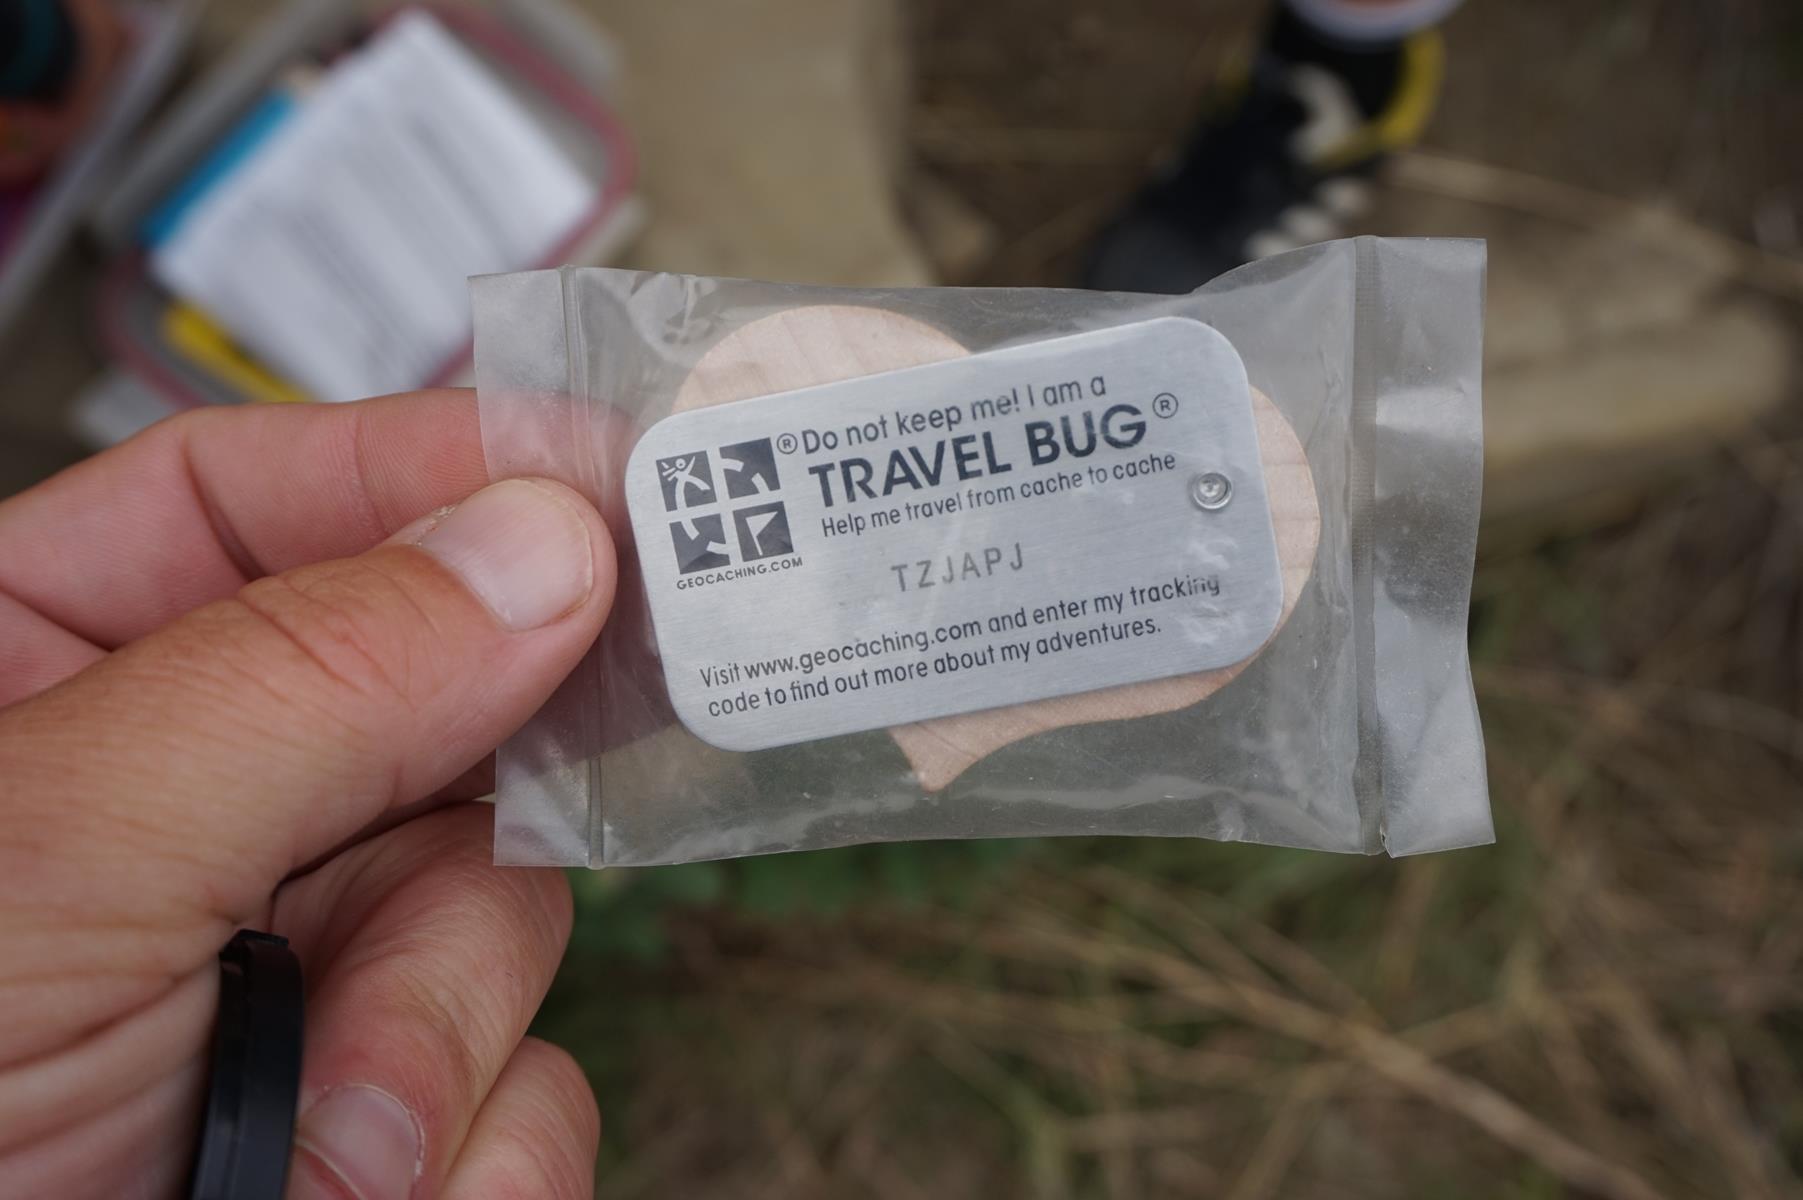 ® Do not keep me! I am a
TRAVEL BUG®
Help me travel from cache to cache
GEOCACHING.COM
TZJAPJ
Visit www.geocaching.com and enter my tracking
code to find out more about my adventures.